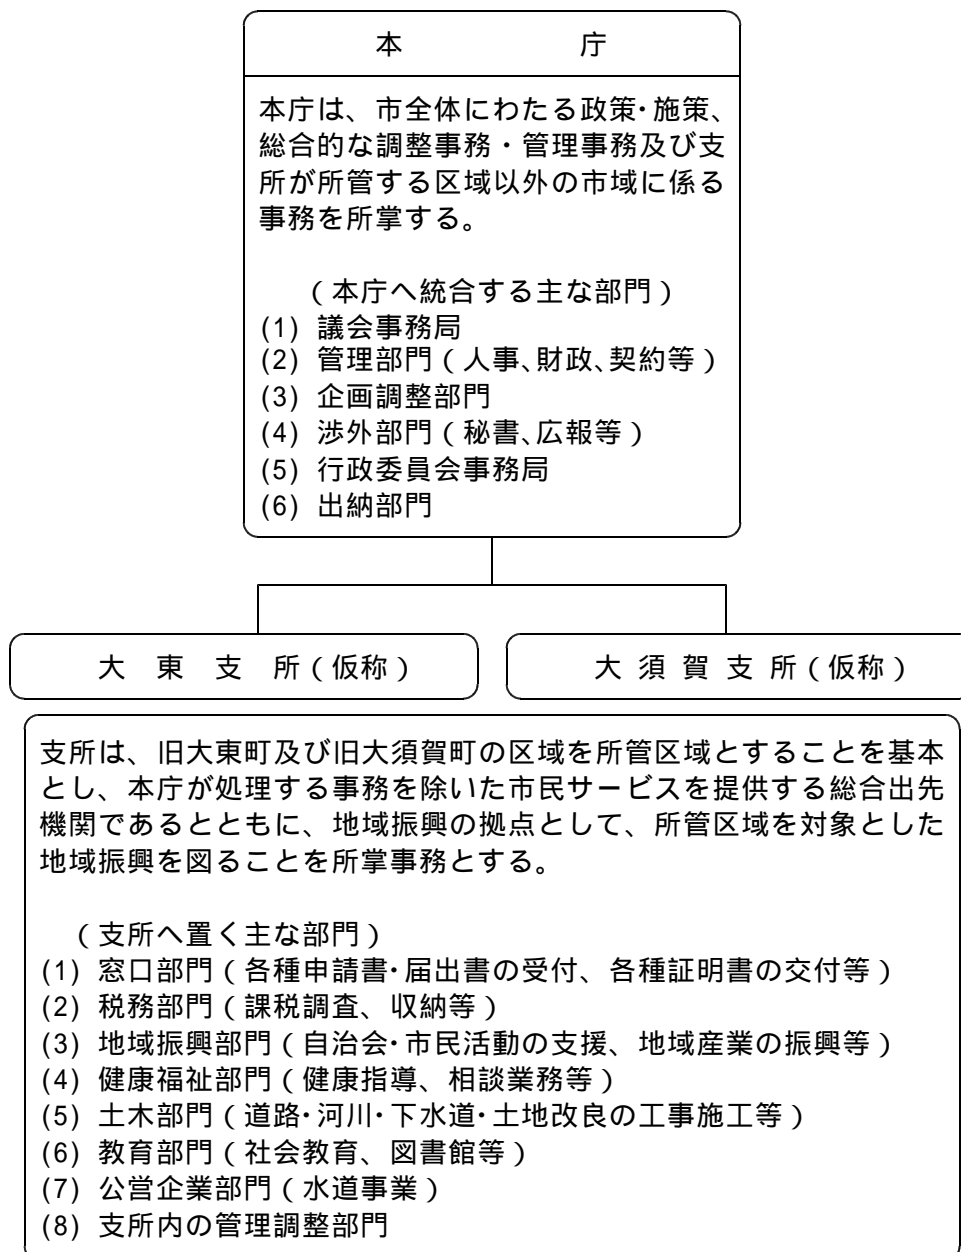 本　庁
本庁は、市全体にわたる政策・施策、
総合的な調整事務・管理事務及び支
所が所管する区域以外の市域に係る
事務を所掌する。
（本庁へ統合する主な部門）
(1) 議会事務局
(2) 管理部門（人事、財政、契約等）
(3) 企画調整部門
(4) 渉外部門（秘書、広報等）
(5) 行政委員会事務局
(6) 出納部門
大　東　支　所（仮称）
大 須 賀 支 所（仮称）
支所は、旧大東町及び旧大須賀町の区域を所管区域とすることを基本
とし、本庁が処理する事務を除いた市民サービスを提供する総合出先
機関であるとともに、地域振興の拠点として、所管区域を対象とした
地域振興を図ることを所掌事務とする。
（支所へ置く主な部門）
(1) 窓口部門（各種申請書・届出書の受付、各種証明書の交付等）
(2) 税務部門（課税調査、収納等）
(3) 地域振興部門（自治会・市民活動の支援、地域産業の振興等）
(4) 健康福祉部門（健康指導、相談業務等）
(5) 土木部門（道路・河川・下水道・土地改良の工事施工等）
(6) 教育部門（社会教育、図書館等）
(7) 公営企業部門（水道事業）
(8) 支所内の管理調整部門